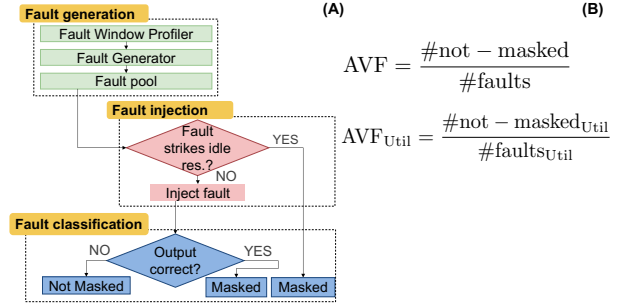 Fault generation
(A)
(B)
Fault Window Profiler
Fault Generator
Fault pool
AVF = #not − masked / #faults
Fault injection
Fault
strikes idle
res.?
YES
NO
Inject fault
AVF_Util = #not − masked_Util / #faults_Util
Fault classification
NO
Output
correct?
YES
Not Masked
Masked
Masked